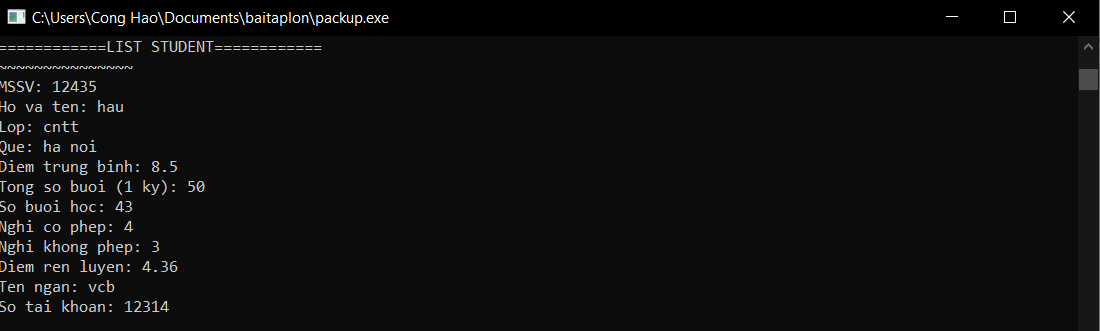 C:\Users\Cong Hao\Documents\baitaplon\packup.exe
============LIST STUDENT============
~~~~~~~~~~~~~~~
MSSV: 12435
Ho va ten: hau
Lop: cntt
Que: ha noi
Diem trung binh: 8.5
Tong so buoi (1 ky): 50
So buoi hoc: 43
Nghi co phep: 4
Nghi khong phep: 3
Diem ren luyen: 4.36
Ten ngan: vcb
So tai khoan: 12314